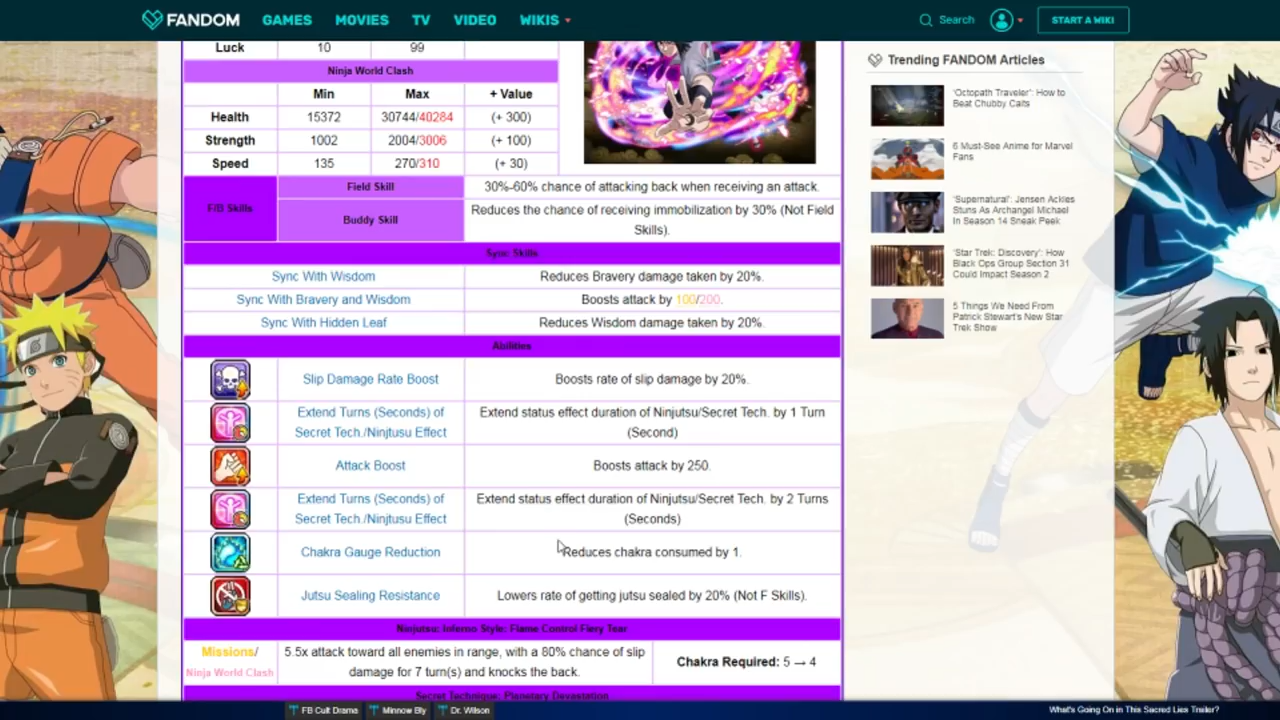 FANDOM GAMES MOVIES TV VIDEO WIKIS Search START A WIKI
Luck 10 99
Ninja World Clash
Min Max + Value
Health 15372 30744/40284 (+ 300)
Strength 1002 2004/3006 (+ 100)
Speed 135 270/310 (+ 30)
F/B Skills
Field Skill 30%-60% chance of attacking back when receiving an attack.
Buddy Skill Reduces the chance of receiving immobilization by 30% (Not Field
Skills).
Sync Skills
Sync With Wisdom Reduces Bravery damage taken by 20%.
Sync With Bravery and Wisdom Boosts attack by 100/200.
Sync With Hidden Leaf Reduces Wisdom damage taken by 20%.
Abilities
Slip Damage Rate Boost Boosts rate of slip damage by 20%.
Extend Turns (Seconds) of
Secret Tech./Ninjtusu Effect
Extend status effect duration of Ninjutsu/Secret Tech. by 1 Turn
(Second)
Attack Boost Boosts attack by 250.
Extend Turns (Seconds) of
Secret Tech./Ninjtusu Effect
Extend status effect duration of Ninjutsu/Secret Tech. by 2 Turns
(Seconds)
Chakra Gauge Reduction Reduces chakra consumed by 1.
Jutsu Sealing Resistance Lowers rate of getting jutsu sealed by 20% (Not F Skills).
Ninjutsu: Inferno Style: Flame Control Fiery Tear
Missions/
Ninja World Clash
5.5x attack toward all enemies in range, with a 80% chance of slip
damage for 7 turn(s) and knocks the back.
Chakra Required: 5 → 4
Secret Technique: Planetary Devastation
Trending FANDOM Articles
'Octopath Traveler': How to
Beat Chubby Caits
6 Must-See Anime for Marvel
Fans
'Supernatural': Jensen Ackles
Stuns As Archangel Michael
In Season 14 Sneak Peek
'Star Trek: Discovery': How
Black Ops Group Section 31
Could Impact Season 2
5 Things We Need From
Patrick Stewart's New Star
Trek Show
FB Cult Drama Minnow Bly Dr. Wilson
What's Going On in This Sacred Lies Trailer?